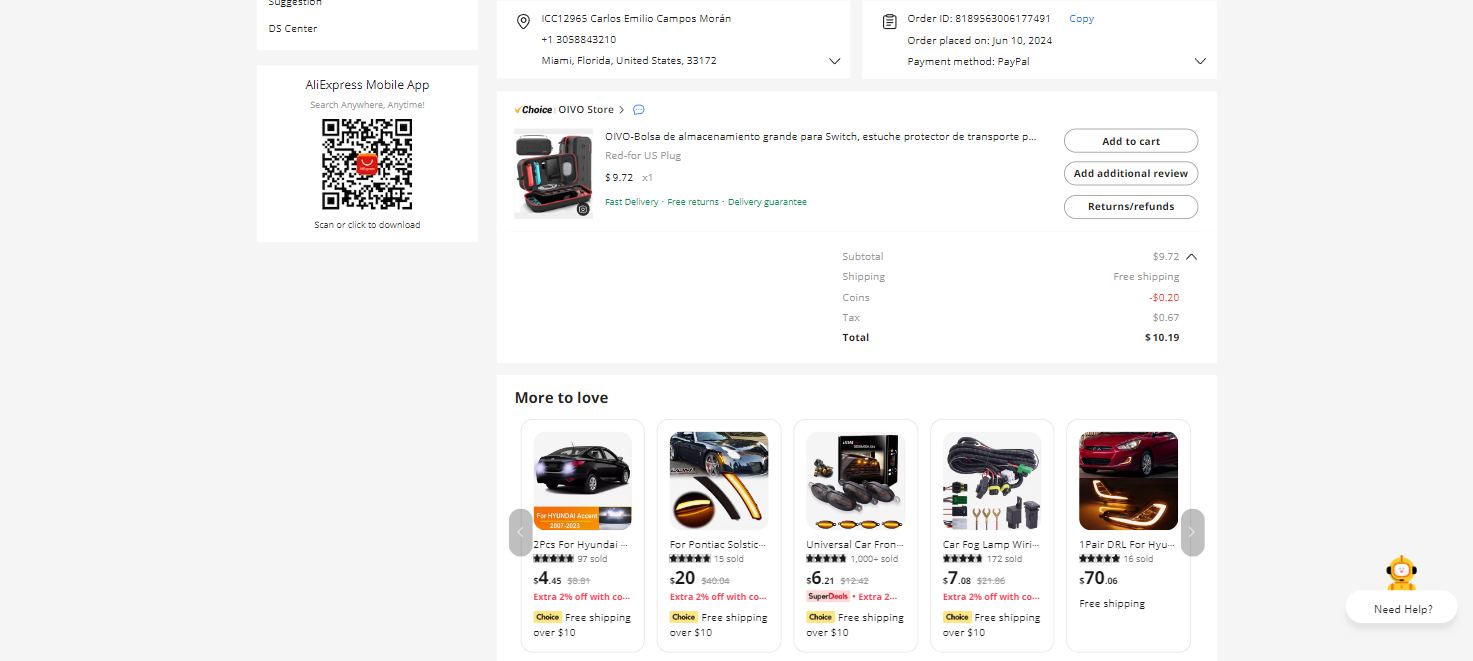 Suggestion
DS Center
AliExpress Mobile App
Search Anywhere, Anytime!
Scan or click to download
ICC12965 Carlos Emilio Campos Morán
+1 3058843210
Miami, Florida, United States, 33172
Order ID: 8189563006177491 Copy
Order placed on: Jun 10, 2024
Payment method: PayPal
Choice OIVO Store
OIVO-Bolsa de almacenamiento grande para Switch, estuche protector de transporte p...
Red-for US Plug
$ 9.72 x1
Fast Delivery · Free returns · Delivery guarantee
Add to cart
Add additional review
Returns/refunds
Subtotal $9.72
Shipping Free shipping
Coins -$0.20
Tax $0.67
Total $ 10.19
More to love
For HYUNDAI Accent
2007-2023
2Pcs For Hyundai ...
97 sold
$4.45 $8.81
Extra 2% off with co...
Choice Free shipping
over $10
For Pontiac Solstic...
15 sold
$20 $40.04
Extra 2% off with co...
Choice Free shipping
over $10
Universal Car Fron...
1,000+ sold
$6.21 $12.42
SuperDeals • Extra 2...
Choice Free shipping
over $10
Car Fog Lamp Wiri...
172 sold
$7.08 $21.86
Extra 2% off with co...
Choice Free shipping
over $10
1Pair DRL For Hyu...
16 sold
$70.06
Free shipping
Need Help?